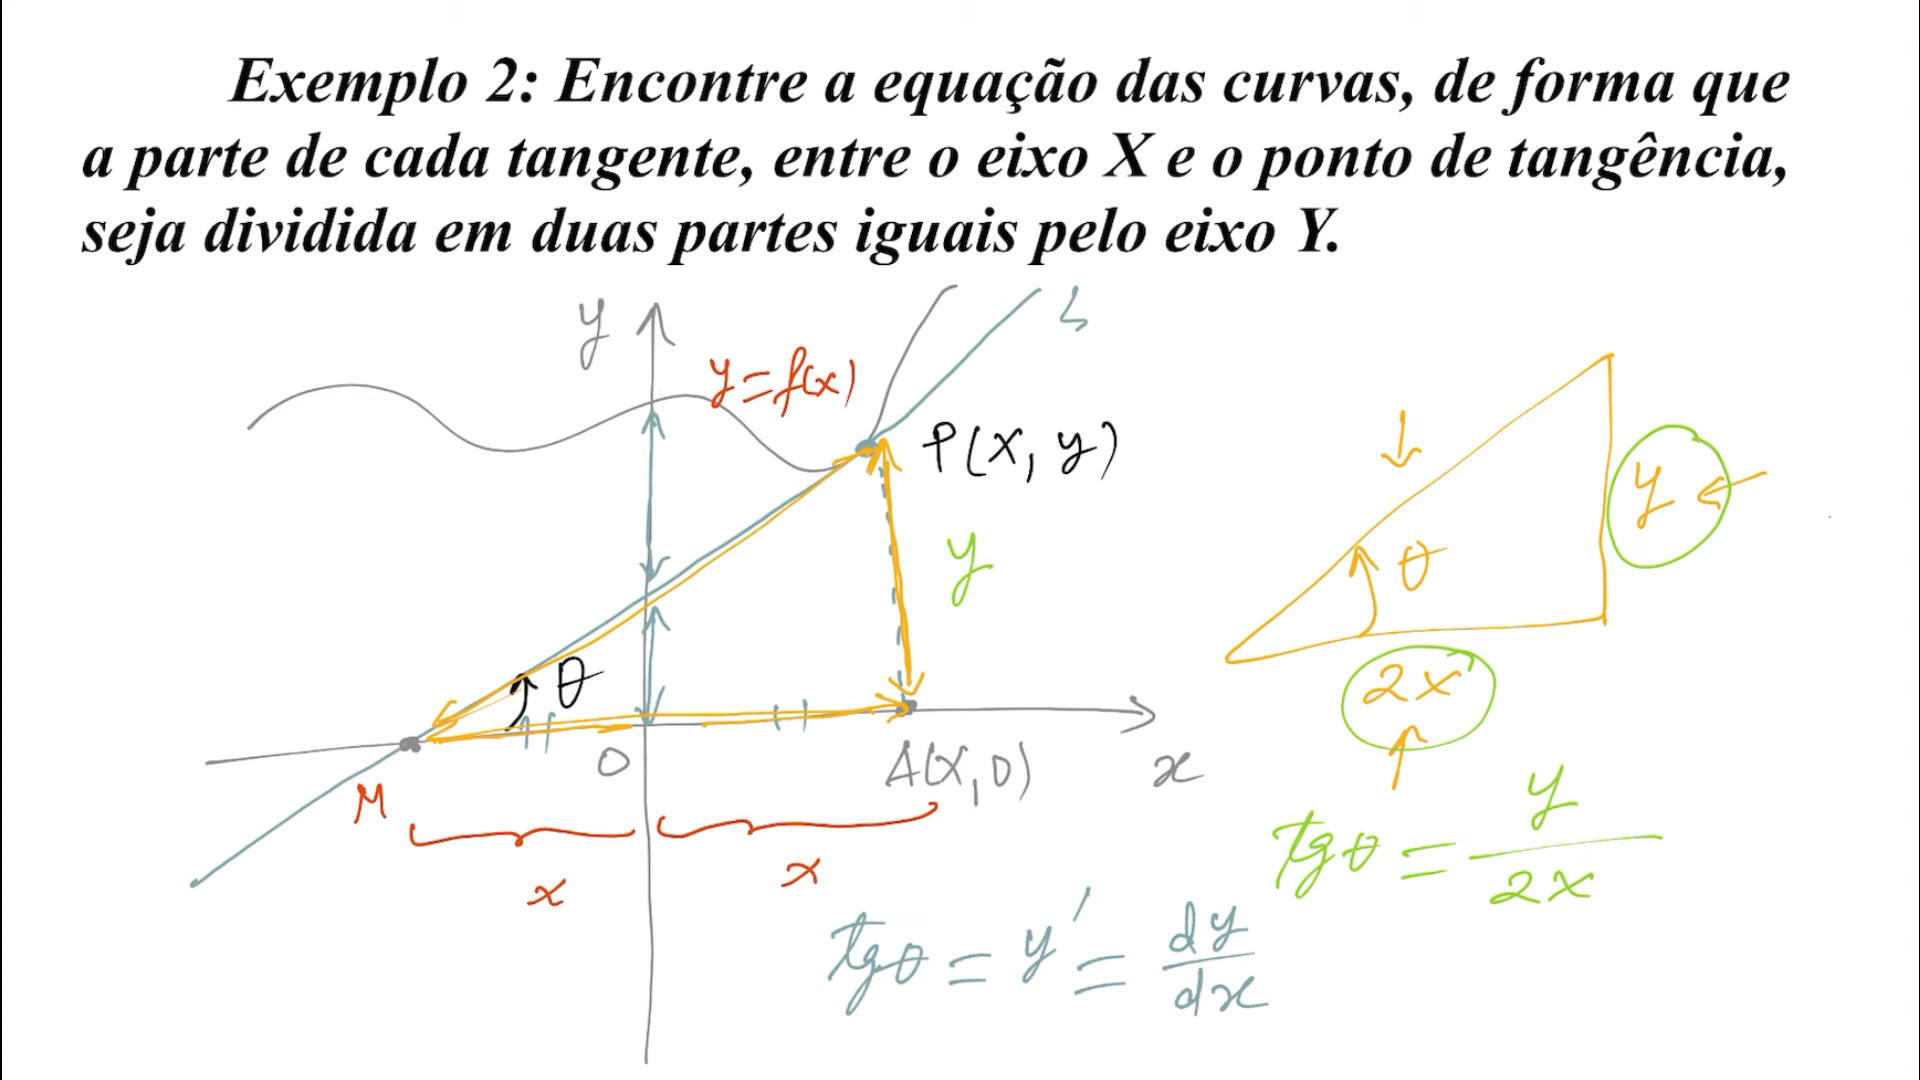 Exemplo 2: Encontre a equação das curvas, de forma que
a parte de cada tangente, entre o eixo X e o ponto de tangência,
seja dividida em duas partes iguais pelo eixo Y.
y
y=f(x)
P(x, y)
y
y
θ
θ
2x
O
A(x,0)
x
M
x
x
tgθ = y/2x
tgθ = y' = dy/dx